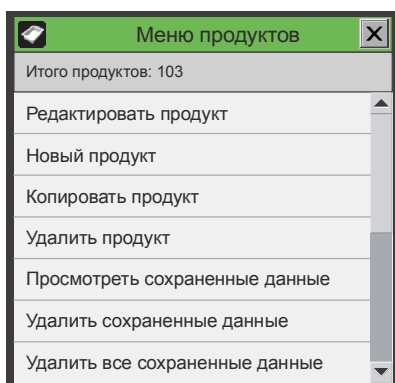 Меню продуктов
Итого продуктов: 103
Редактировать продукт
Новый продукт
Копировать продукт
Удалить продукт
Просмотреть сохраненные данные
Удалить сохраненные данные
Удалить все сохраненные данные